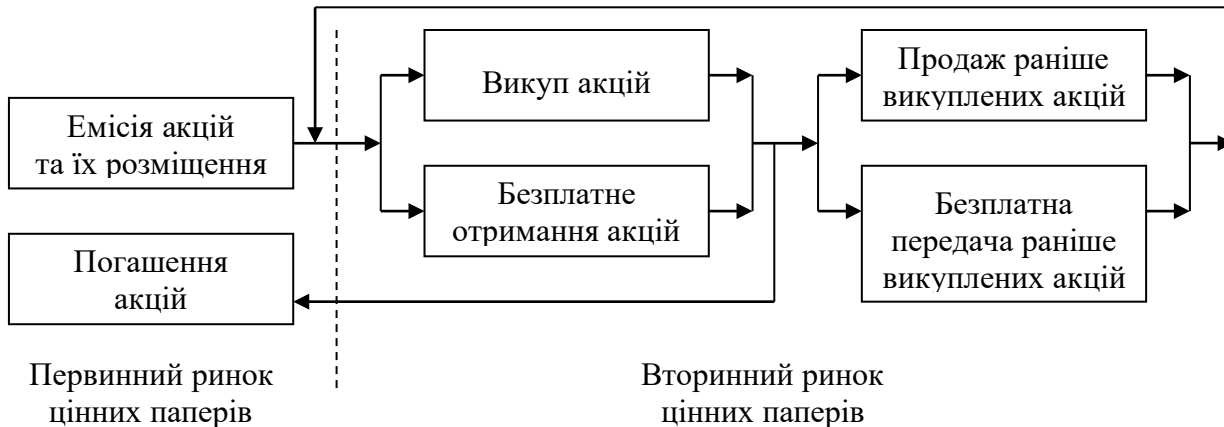 Емісія акцій
та їх розміщення
Погашення
акцій
Викуп акцій
Безплатне
отримання акцій
Продаж раніше
викуплених акцій
Безплатна
передача раніше
викуплених акцій
Первинний ринок
цінних паперів
Вторинний ринок
цінних паперів